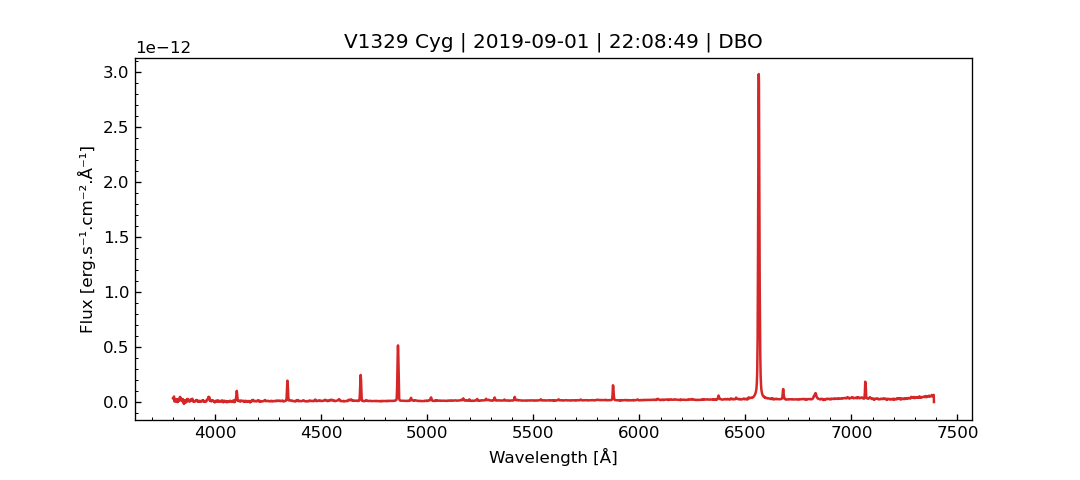 V1329 Cyg | 2019-09-01 | 22:08:49 | DBO
1e−12
3.0
2.5
2.0
1.5
1.0
0.5
0.0
Flux [erg.s⁻¹.cm⁻².Å⁻¹]
4000 4500 5000 5500 6000 6500 7000 7500
Wavelength [Å]